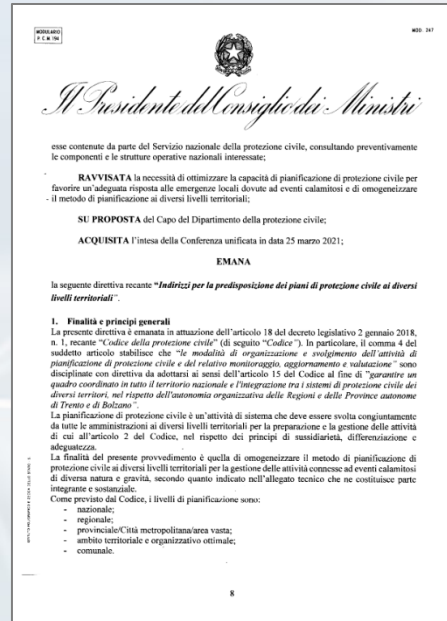 MODULARIO
P. C. M. 194
MOD. 247
Il Presidente del Consiglio dei Ministri
esse contenute da parte del Servizio nazionale della protezione civile, consultando preventivamente
le componenti e le strutture operative nazionali interessate;
RAVVISATA la necessità di ottimizzare la capacità di pianificazione di protezione civile per
favorire un'adeguata risposta alle emergenze locali dovute ad eventi calamitosi e di omogeneizzare
il metodo di pianificazione ai diversi livelli territoriali;
SU PROPOSTA del Capo del Dipartimento della protezione civile;
ACQUISITA l'intesa della Conferenza unificata in data 25 marzo 2021;
EMANA
la seguente direttiva recante "Indirizzi per la predisposizione dei piani di protezione civile ai diversi
livelli territoriali".
1. Finalità e principi generali
La presente direttiva è emanata in attuazione dell'articolo 18 del decreto legislativo 2 gennaio 2018,
n. 1, recante "Codice della protezione civile" (di seguito "Codice"). In particolare, il comma 4 del
suddetto articolo stabilisce che "le modalità di organizzazione e svolgimento dell'attività di
pianificazione di protezione civile e del relativo monitoraggio, aggiornamento e valutazione" sono
disciplinate con direttiva da adottarsi ai sensi dell'articolo 15 del Codice al fine di "garantire un
quadro coordinato in tutto il territorio nazionale e l'integrazione tra i sistemi di protezione civile dei
diversi territori, nel rispetto dell'autonomia organizzativa delle Regioni e delle Province autonome
di Trento e di Bolzano".
La pianificazione di protezione civile è un'attività di sistema che deve essere svolta congiuntamente
da tutte le amministrazioni ai diversi livelli territoriali per la preparazione e la gestione delle attività
di cui all'articolo 2 del Codice, nel rispetto dei principi di sussidiarietà, differenziazione e
adeguatezza.
La finalità del presente provvedimento è quella di omogeneizzare il metodo di pianificazione di
protezione civile ai diversi livelli territoriali per la gestione delle attività connesse ad eventi calamitosi
di diversa natura e gravità, secondo quanto indicato nell'allegato tecnico che ne costituisce parte
integrante e sostanziale.
Come previsto dal Codice, i livelli di pianificazione sono:
- nazionale;
- regionale;
- provinciale/Città metropolitana/area vasta;
- ambito territoriale e organizzativo ottimale;
- comunale.
8